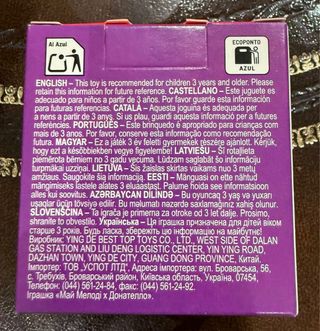 Al Azul
ECOPONTO
AZUL
ENGLISH – This toy is recommended for children 3 years and older. Please
retain this information for future reference. CASTELLANO – Este juguete es
adecuado para niños a partir de 3 años. Por favor guarde esta información
para futuras referencias. CATALÀ – Aquesta joguina és adequada per
a nens a partir de 3 anys. Si us plau, guardi aquesta informació per a futures
referències. PORTUGUÊS – Este brinquedo é apropriado para crianças com
mais de 3 anos. Por favor, conserve esta informação como recomendação
futura. MAGYAR – Ez a játék 3 év feletti gyermekek részére ajánlott. Kérjük,
hogy ezt a későbbiekben vegye figyelembe! LATVIESU – Šī rotaļlieta
piemērota bērniem no 3 gadu vecuma. Lūdzam saglabāt šo informāciju
turpmākai uzziņai. LIETUVA – Šis žaislas skirtas vaikams nuo 3 metų
amžiaus. Saugokite šią informaciją. EESTI – Mänguasi on ette nähtud
mängimiseks lastele alates 3 eluaastast. Palume hoida see informatsioon
alles kui soovitus. AZƏRBAYCAN DILINDƏ – Bu oyuncaq 3 yaş və yuxarı
uşaqlar üçün tövsiyə edilir. Bu məlumatı nəzarətdə saxlamağınız xahiş olunur.
SLOVENŠČINA – Ta igrača je primerna za otroke od 3 let dalje. Prosimo,
shranite to obvestilo. Українська – Ця іграшка призначена для дітей віком
старше 3 років. Будь ласка, збережіть цю інформацію на майбутнє!
Виробник: YING DE BEST TOP TOYS CO., LTD, WEST SIDE OF DALAN
GAS STATION AND LIU DENG LOGISTIC CENTER, YIN YING ROAD,
DAZHAN TOWN, YING DE CITY, GUANG DONG PROVINCE, Китай.
Імпортер: ТОВ „УСПОТ ЛТД", Адреса імпортера: вул. Броварська, 56,
с. Требухів, Броварський р-н, Київська область, Україна, 07454,
Телефон: (044) 561-24-84, факс: (044) 561-24-92.
Іграшка «Май Мелоді х Донателло».